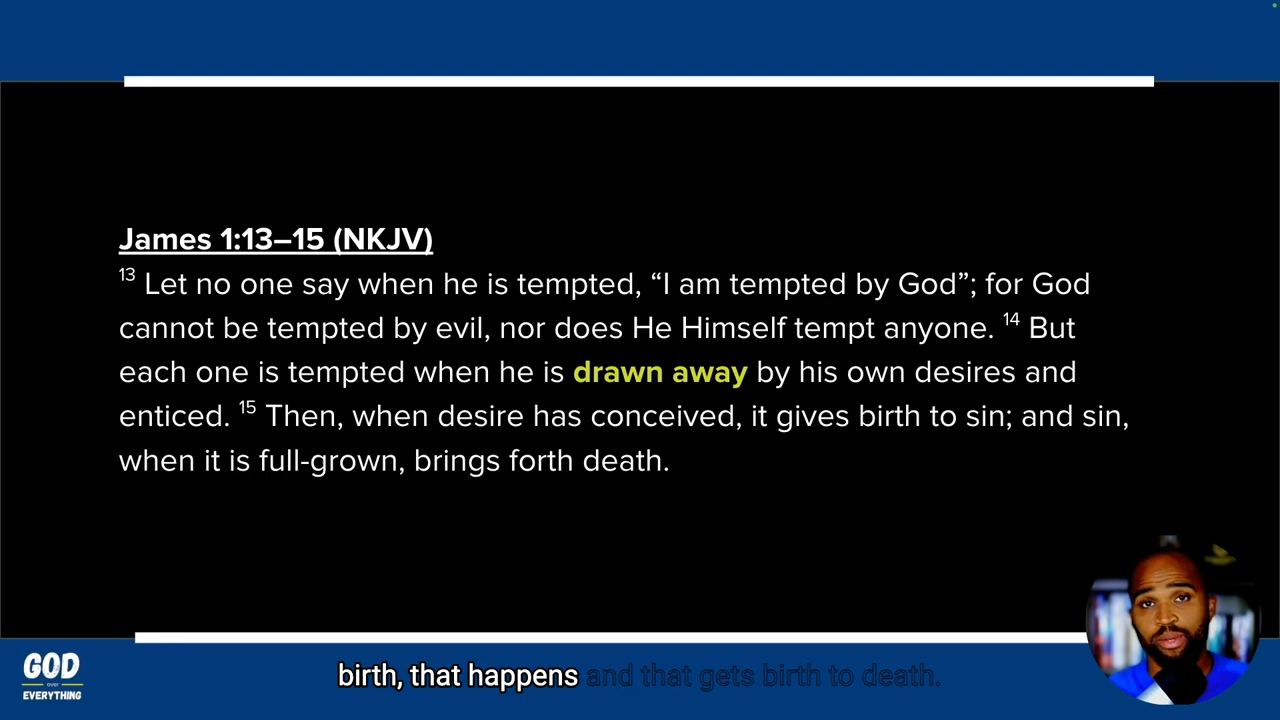 James 1:13–15 (NKJV)
13 Let no one say when he is tempted, “I am tempted by God”; for God
cannot be tempted by evil, nor does He Himself tempt anyone. 14 But
each one is tempted when he is drawn away by his own desires and
enticed. 15 Then, when desire has conceived, it gives birth to sin; and sin,
when it is full-grown, brings forth death.
GOD
OVER
EVERYTHING
birth, that happens and that gets birth to death.